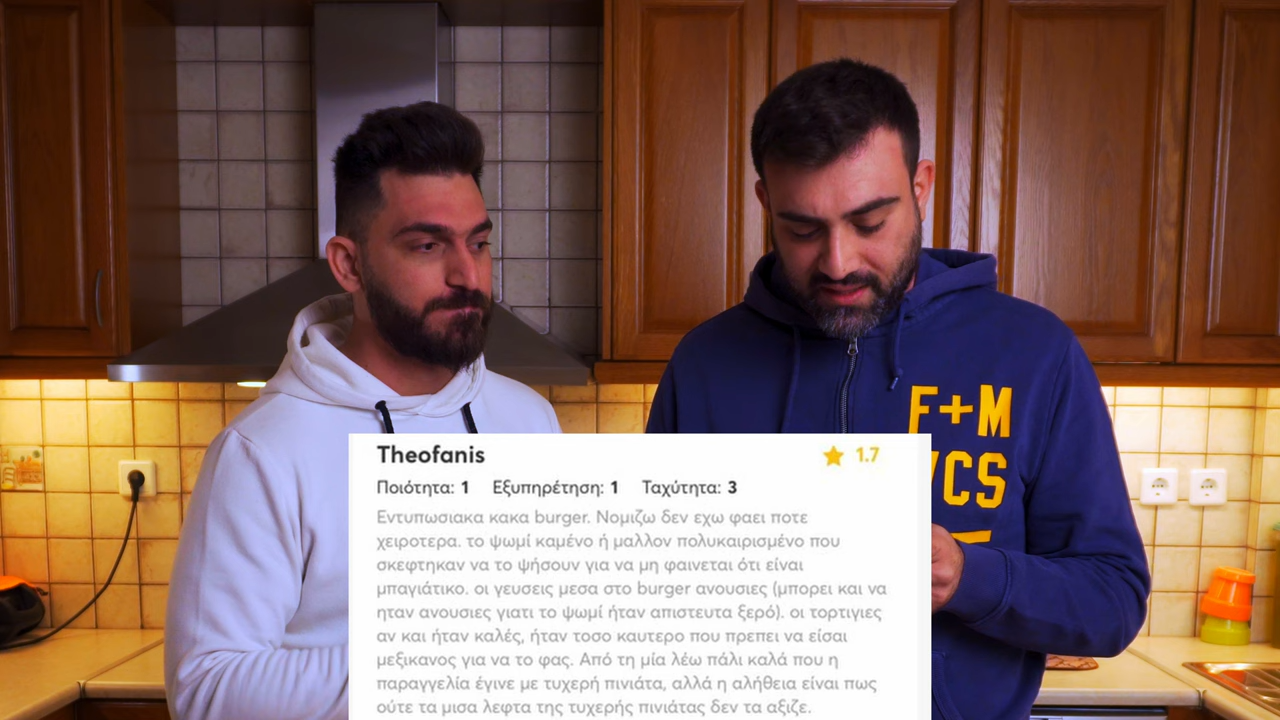 F+M
VCS
Theofanis
1.7
Ποιότητα: 1 Εξυπηρέτηση: 1 Ταχύτητα: 3
Εντυπωσιακα κακα burger. Νομιζω δεν εχω φαει ποτε
χειροτερα. το ψωμί καμένο ή μαλλον πολυκαιρισμένο που
σκεφτηκαν να το ψήσουν για να μη φαινεται ότι είναι
μπαγιάτικο. οι γευσεις μεσα στο burger ανουσιες (μπορει και να
ηταν ανουσιες γιατι το ψωμί ήταν απιστευτα ξερό). οι τορτιγιες
αν και ήταν καλές, ήταν τοσο καυτερο που πρεπει να είσαι
μεξικανος για να το φας. Από τη μία λέω πάλι καλά που η
παραγγελία έγινε με τυχερή πινιάτα, αλλά η αλήθεια είναι πως
ούτε τα μισα λεφτα της τυχερής πινιάτας δεν τα αξιζε.